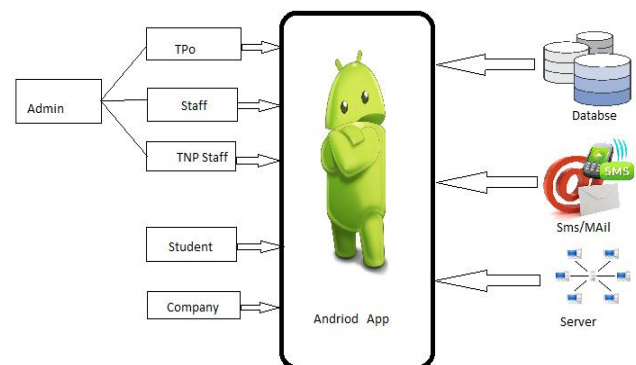 TPo
Admin
Staff
TNP Staff
Student
Company
Andriod App
Databse
SMS
Sms/MAil
Server